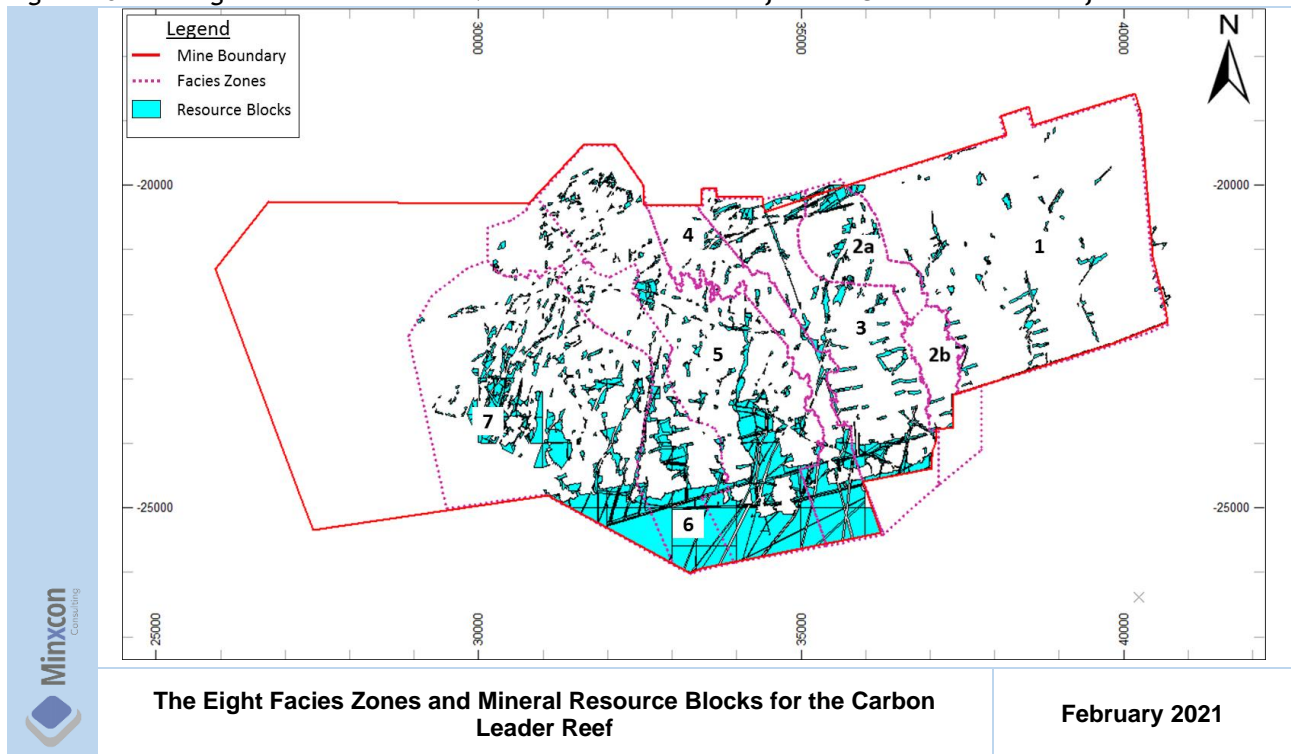 Legend
Mine Boundary
Facies Zones
Resource Blocks
30000
35000
40000
N
-20000
-20000
4
2a
1
3
5
2b
7
-25000
-25000
6
25000
30000
35000
40000
Minxcon
Consulting
The Eight Facies Zones and Mineral Resource Blocks for the Carbon
Leader Reef
February 2021